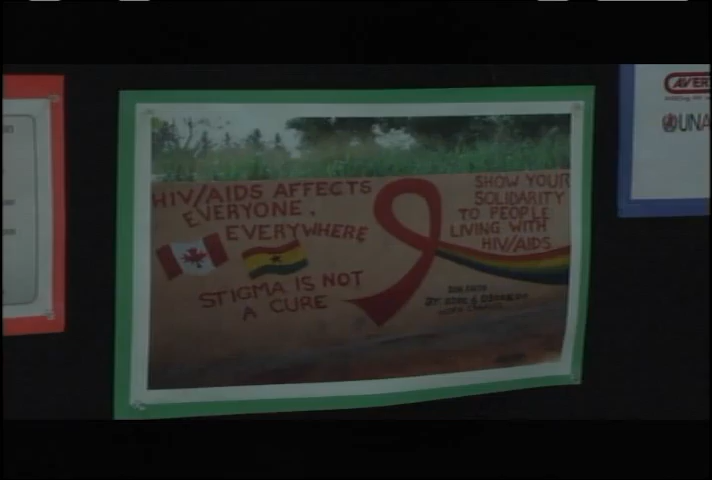 HIV/AIDS AFFECTS
EVERYONE,
EVERYWHERE
STIGMA IS NOT
A CURE
SHOW YOUR
SOLIDARITY
TO PEOPLE
LIVING WITH
HIV/AIDS
AVER
UNA